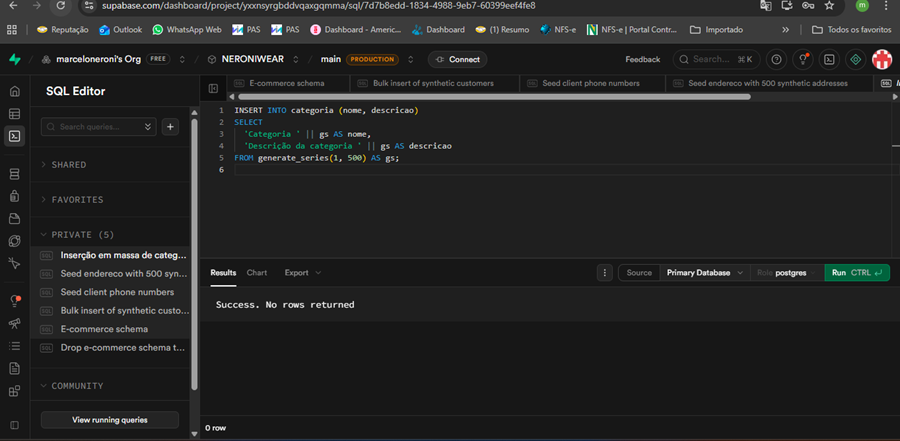 supabase.com/dashboard/project/yxxnsyrgbddvqaxgqmma/sql/7d7b8edd-1834-4988-9eb7-60399eef4fe8
m
Reputação Outlook WhatsApp Web PAS PAS Dashboard - Americ... Dashboard (1) Resumo NFS-e NFS-e | Portal Contr... Importado Todos os favoritos
marceloneroni's Org FREE / NERONIWEAR / main PRODUCTION Connect Feedback Search... ⌘ K
SQL Editor
E-commerce schema Bulk insert of synthetic customers Seed client phone numbers Seed endereco with 500 synthetic addresses
Search queries...
SHARED
FAVORITES
PRIVATE (5)
SQL Inserção em massa de categ...
SQL Seed endereco with 500 syn...
SQL Seed client phone numbers
SQL Bulk insert of synthetic custo...
SQL E-commerce schema
SQL Drop e-commerce schema t...
COMMUNITY
View running queries
1 INSERT INTO categoria (nome, descricao)
2 SELECT
3 'Categoria ' || gs AS nome,
4 'Descrição da categoria ' || gs AS descricao
5 FROM generate_series(1, 500) AS gs;
6
Results Chart Export Source Primary Database Role postgres Run CTRL
Success. No rows returned
0 row